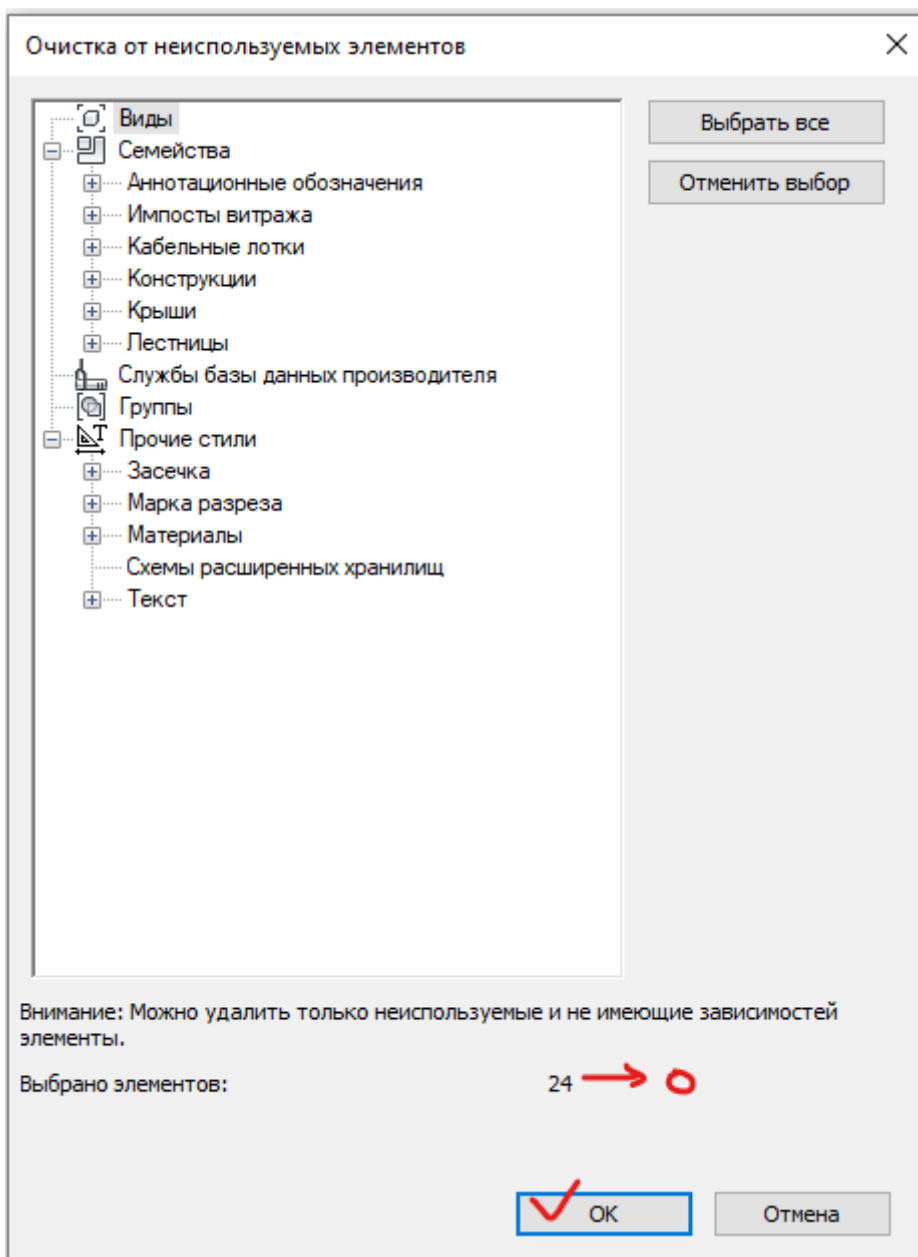 Очистка от неиспользуемых элементов
Виды
Семейства
Аннотационные обозначения
Импосты витража
Кабельные лотки
Конструкции
Крыши
Лестницы
Службы базы данных производителя
Группы
Прочие стили
Засечка
Марка разреза
Материалы
Схемы расширенных хранилищ
Текст
Выбрать все
Отменить выбор
Внимание: Можно удалить только неиспользуемые и не имеющие зависимостей
элементы.
Выбрано элементов: 24 → 0
ОК Отмена